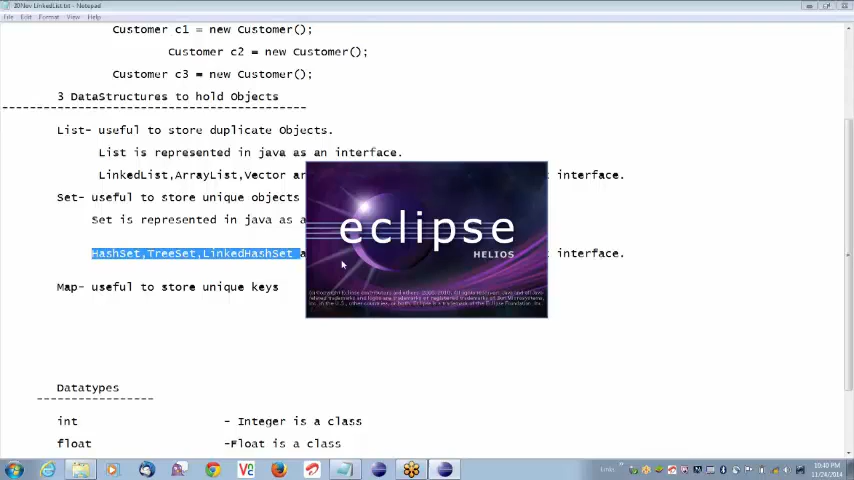 20Nov LinkedList.txt - Notepad
File Edit Format View Help
Customer c1 = new Customer();
Customer c2 = new Customer();
Customer c3 = new Customer();
3 DataStructures to hold Objects
---------------------------------------
List- useful to store duplicate Objects.
List is represented in java as an interface.
LinkedList,ArrayList,Vector ar
interface.
Set- useful to store unique objects
Set is represented in java as a
HashSet,TreeSet,LinkedHashSet a
interface.
Map- useful to store unique keys
eclipse
HELIOS
Datatypes
-----------------
int - Integer is a class
float -Float is a class
10:40 PM
11/24/2014